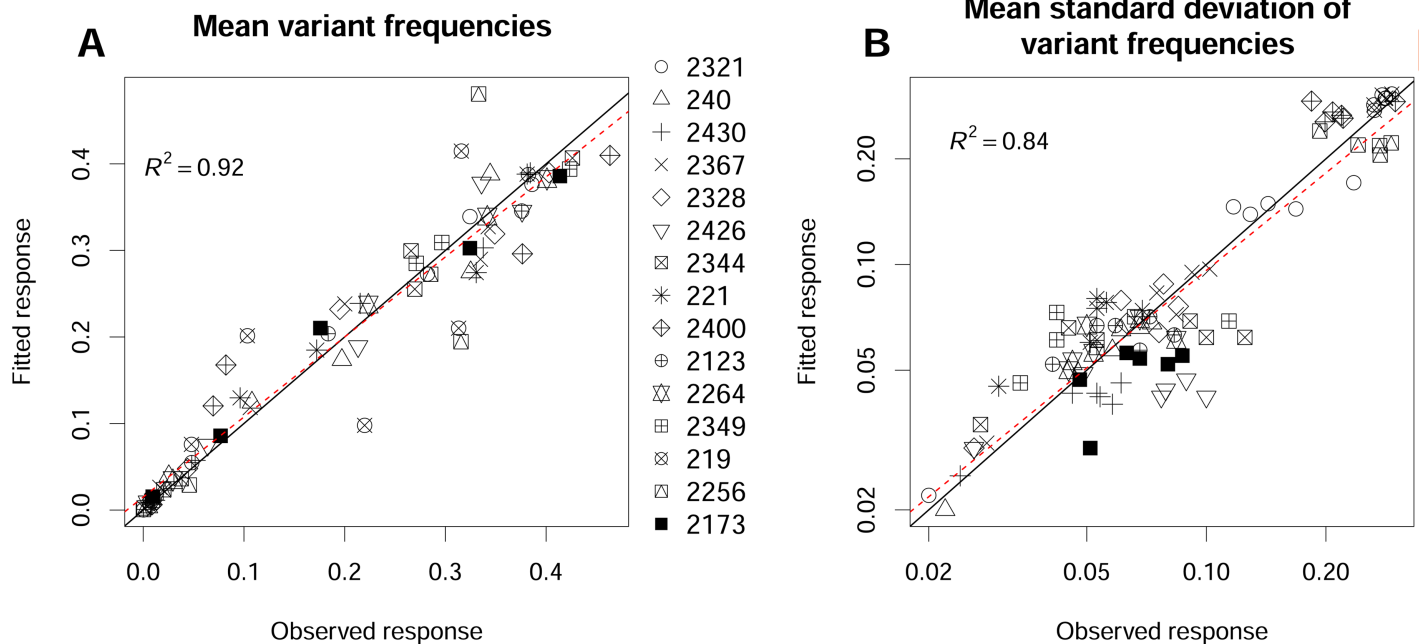 A
Mean variant frequencies
R² = 0.92
Fitted response
0.0
0.1
0.2
0.3
0.4
0.0 0.1 0.2 0.3 0.4
Observed response
2321
240
2430
2367
2328
2426
2344
221
2400
2123
2264
2349
219
2256
2173
B
Mean standard deviation of
variant frequencies
R² = 0.84
Fitted response
0.02
0.05
0.10
0.20
0.02 0.05 0.10 0.20
Observed response